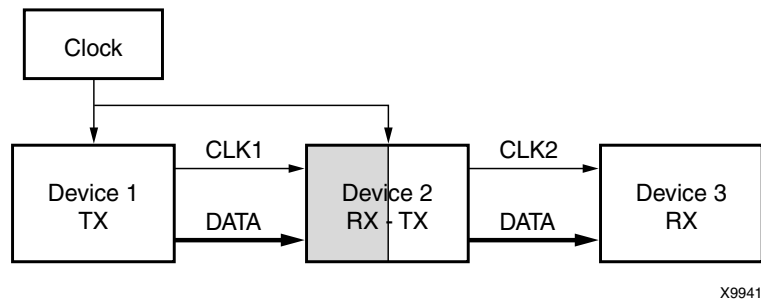 Clock
CLK1
CLK2
Device 1
TX
DATA
Device 2
RX - TX
DATA
Device 3
RX
X9941